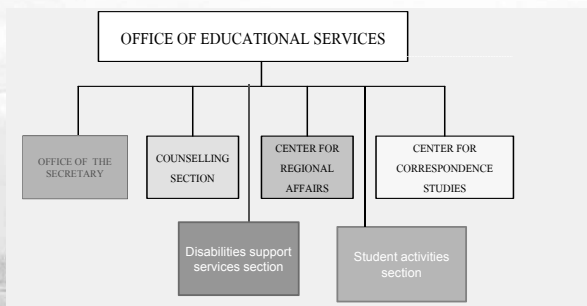 OFFICE OF EDUCATIONAL SERVICES
OFFICE OF THE
SECRETARY
COUNSELLING
SECTION
CENTER FOR
REGIONAL
AFFAIRS
CENTER FOR
CORRESPONDENCE
STUDIES
Disabilities support
services section
Student activities
section